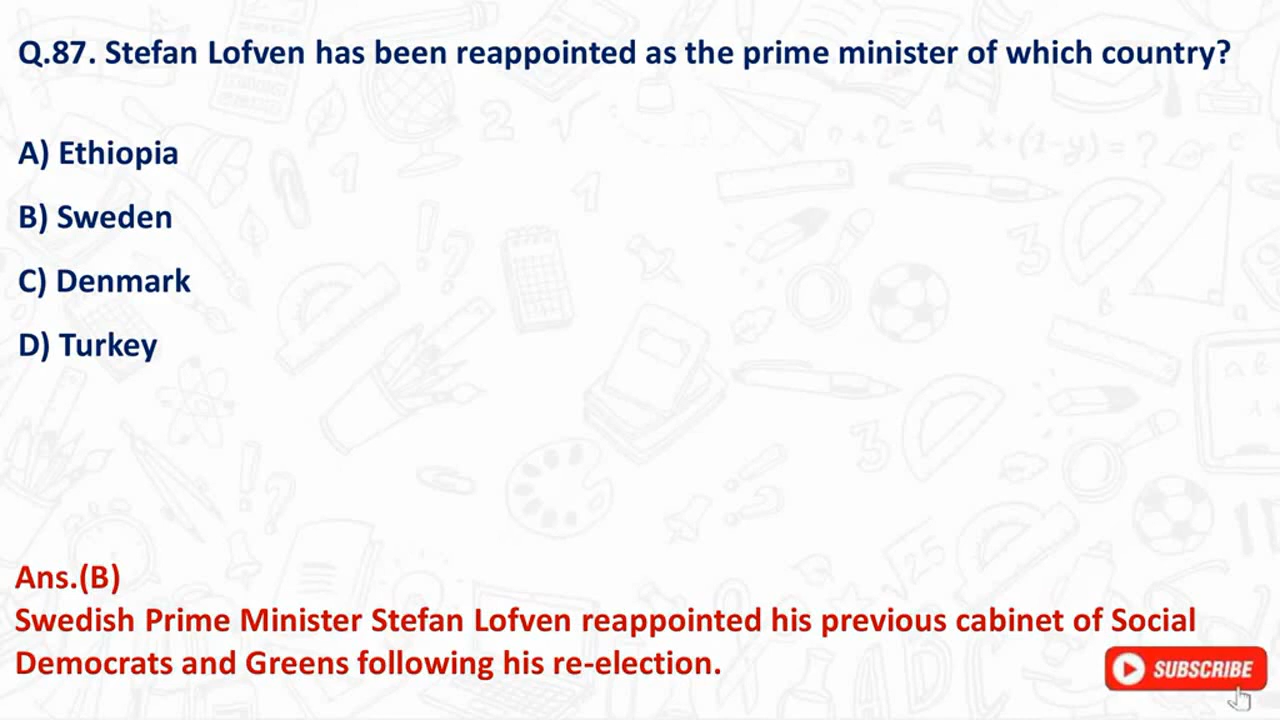 Q.87. Stefan Lofven has been reappointed as the prime minister of which country?
A) Ethiopia
B) Sweden
C) Denmark
D) Turkey
Ans.(B)
Swedish Prime Minister Stefan Lofven reappointed his previous cabinet of Social
Democrats and Greens following his re-election.
SUBSCRIBE